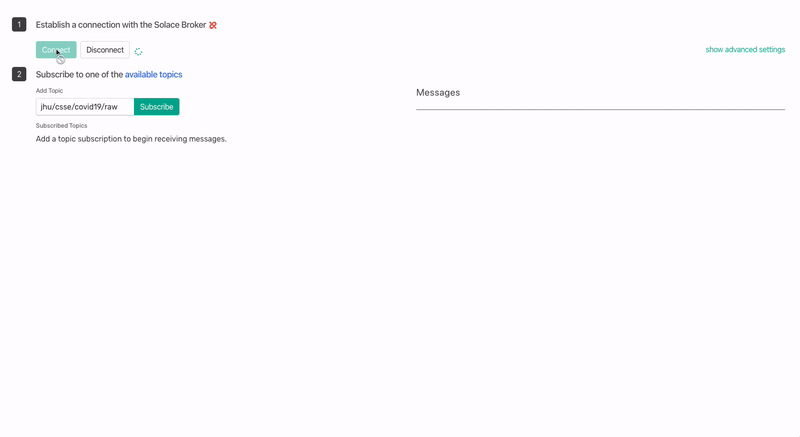 1 Establish a connection with the Solace Broker
Connect Disconnect
show advanced settings
2 Subscribe to one of the available topics
Add Topic
jhu/csse/covid19/raw Subscribe
Subscribed Topics
Add a topic subscription to begin receiving messages.
Messages